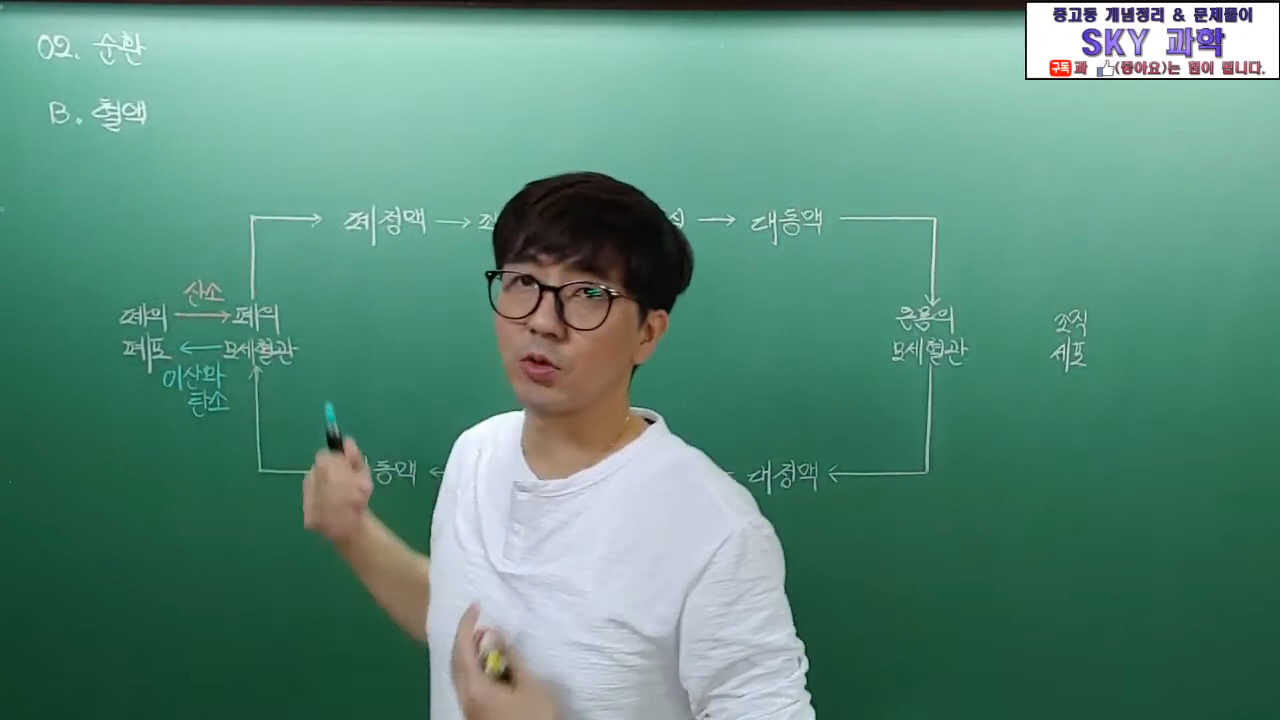 중고등 개념정리 & 문제풀이
SKY 과학
구독과 (좋아요)는 힘이 됩니다.
02. 순환
B. 혈액
폐정맥 → 좌
→ 대동맥
산소
폐의 → 폐의
폐포 ← 모세혈관
이산화
탄소
온몸의
모세혈관
조직
세포
동맥 ←
대정맥 ←